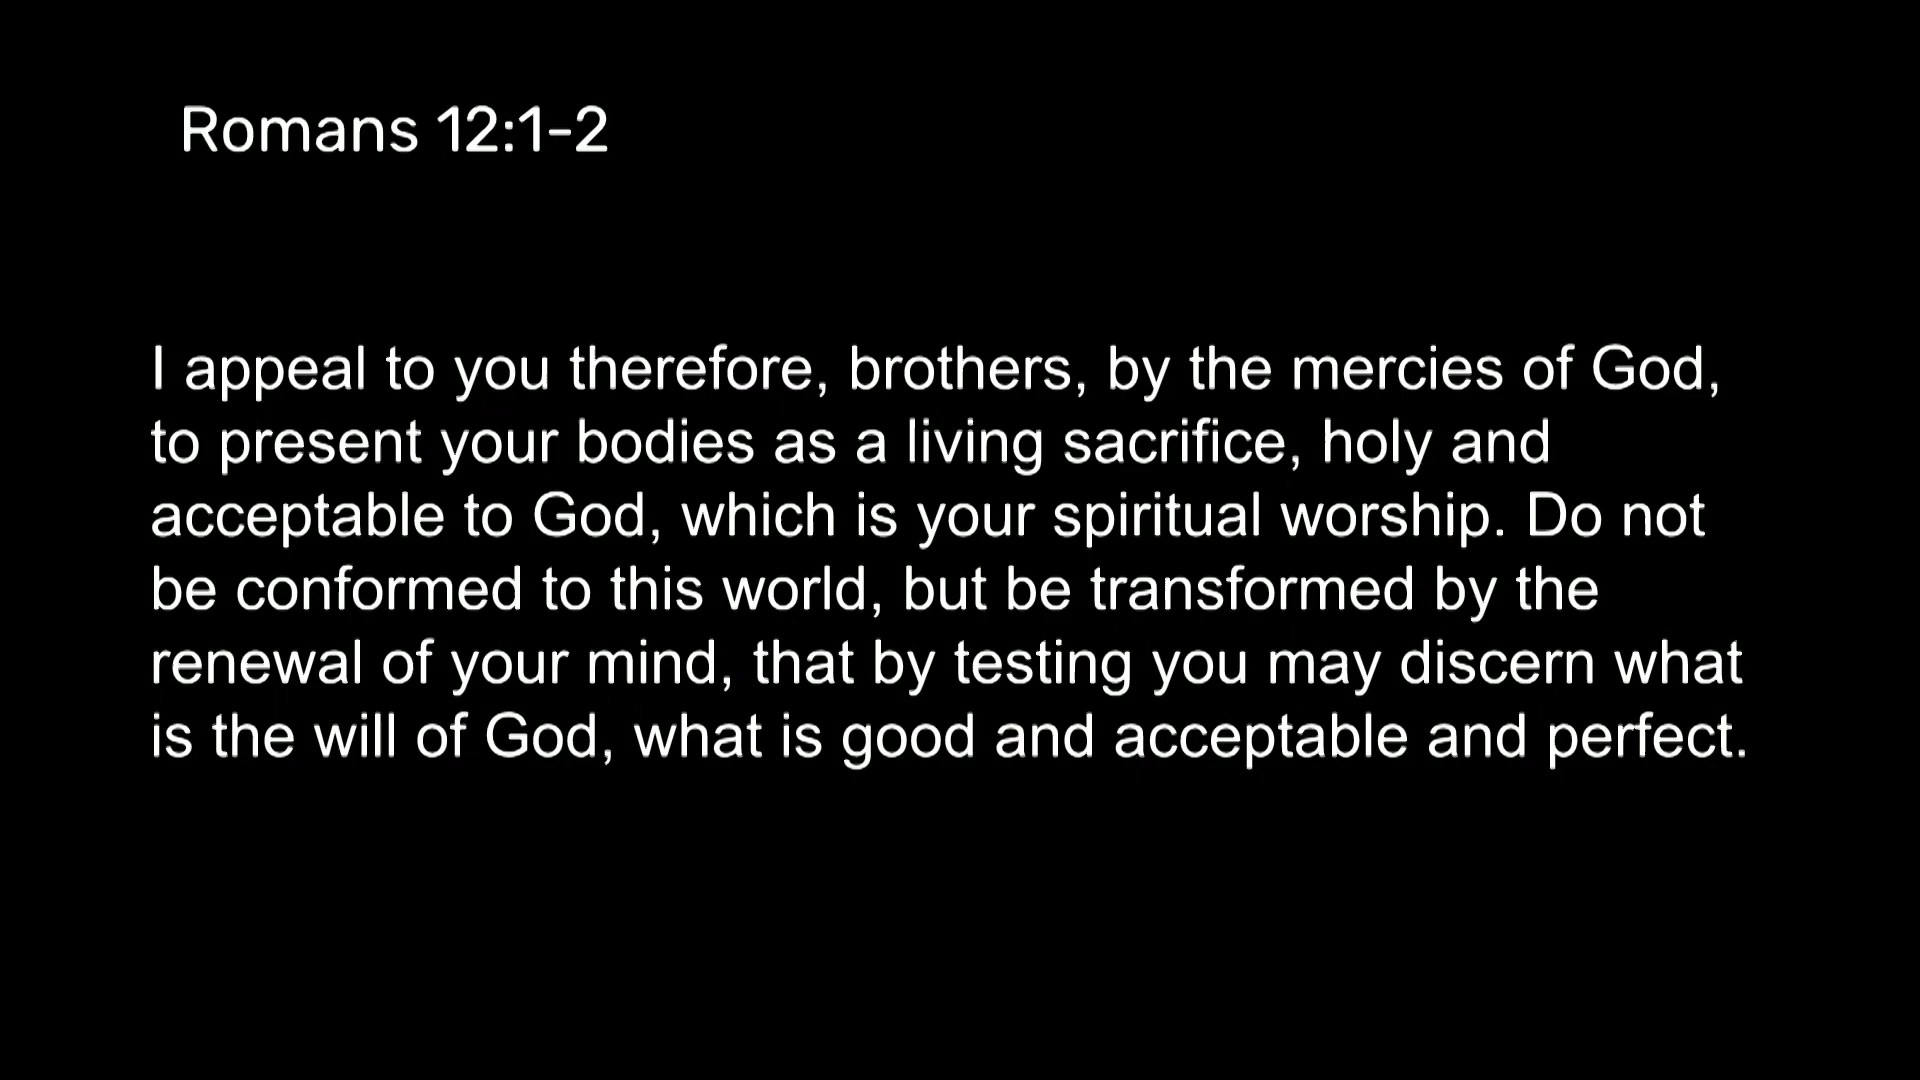 Romans 12:1-2
I appeal to you therefore, brothers, by the mercies of God,
to present your bodies as a living sacrifice, holy and
acceptable to God, which is your spiritual worship. Do not
be conformed to this world, but be transformed by the
renewal of your mind, that by testing you may discern what
is the will of God, what is good and acceptable and perfect.